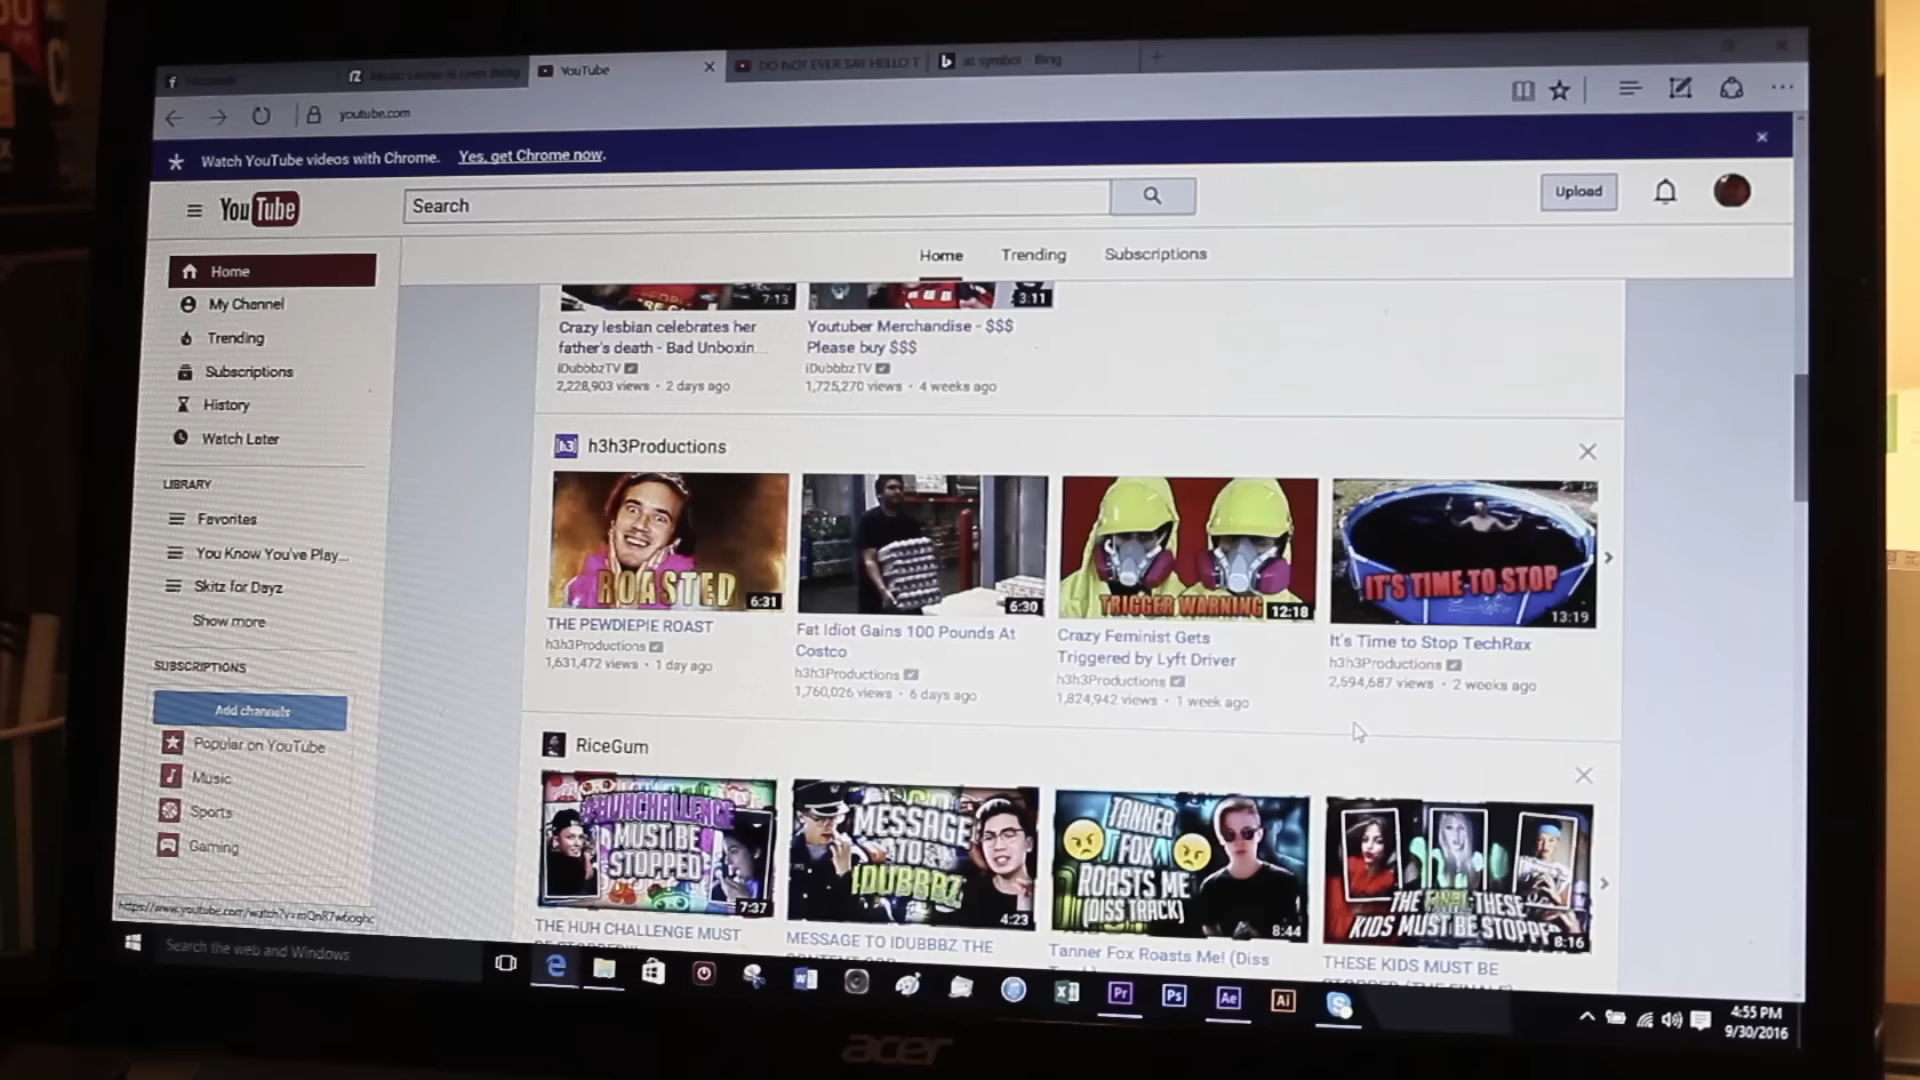 YouTube
DO NOT EVER SAY HELLO T
at symbol - Bing
youtube.com
Watch YouTube videos with Chrome. Yes, get Chrome now.
YouTube
Search
Upload
Home
Trending
Subscriptions
Home
My Channel
Trending
Subscriptions
History
Watch Later
LIBRARY
Favorites
You Know You've Play...
Skitz for Dayz
Show more
SUBSCRIPTIONS
Add channels
Popular on YouTube
Music
Sports
Gaming
7:13
3:11
Crazy lesbian celebrates her
father's death - Bad Unboxin...
iDubbbzTV
2,228,903 views • 2 days ago
Youtuber Merchandise - $$$
Please buy $$$
iDubbbzTV
1,725,270 views • 4 weeks ago
h3
h3h3Productions
ROASTED
6:31
THE PEWDIEPIE ROAST
h3h3Productions
1,631,472 views • 1 day ago
6:30
Fat Idiot Gains 100 Pounds At
Costco
h3h3Productions
1,760,026 views • 6 days ago
TRIGGER WARNING
12:18
Crazy Feminist Gets
Triggered by Lyft Driver
h3h3Productions
1,824,942 views • 1 week ago
IT'S TIME TO STOP
13:19
It's Time to Stop TechRax
h3h3Productions
2,594,687 views • 2 weeks ago
RiceGum
#HUHCHALLENGE
MUST BE
STOPPED
7:37
THE HUH CHALLENGE MUST
MESSAGE
TO
IDUBBBZ
4:23
MESSAGE TO IDUBBBZ THE
TANNER
FOX
ROASTS ME
(DISS TRACK)
8:44
Tanner Fox Roasts Me! (Diss
THE FINAL THESE
KIDS MUST BE STOPPE
8:16
THESE KIDS MUST BE
STOPPED (THE FINALE)
Search the web and Windows
Pr
Ps
Ae
Ai
4:55 PM
9/30/2016
acer